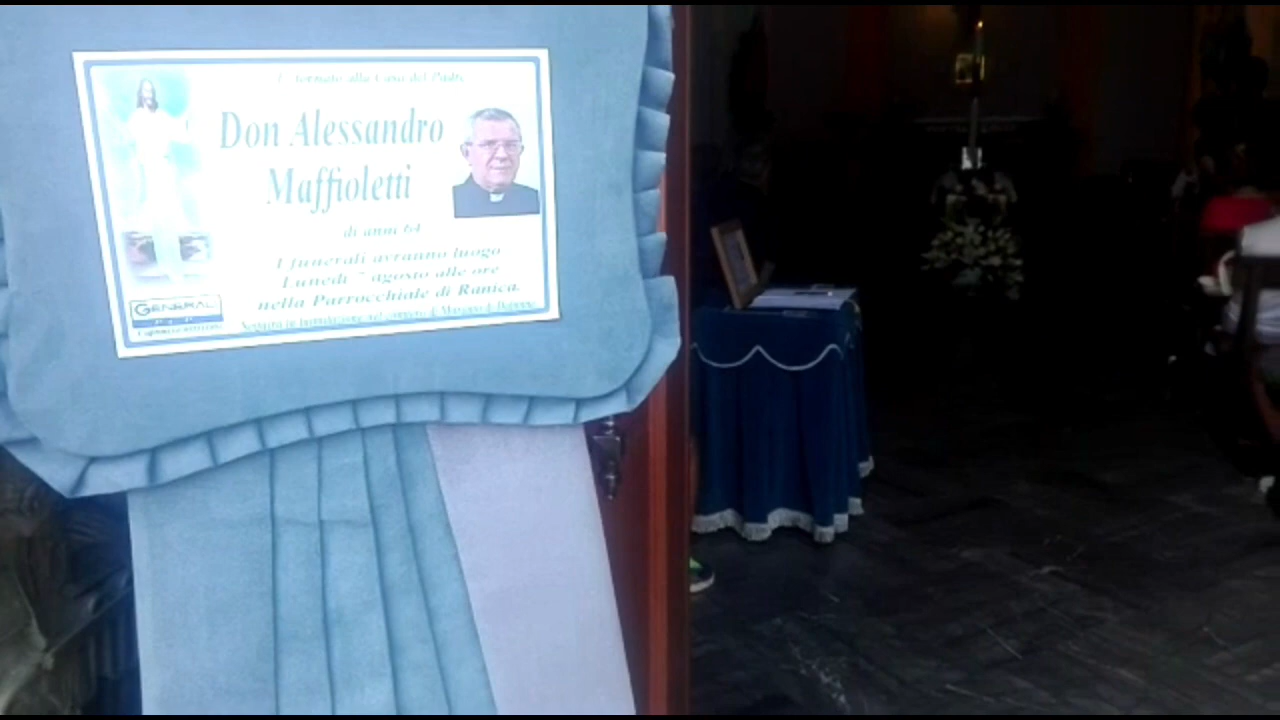 E' tornato alla Casa del Padre
Don Alessandro
Maffioletti
di anni 64
I funerali avranno luogo
Lunedì 7 agosto alle ore
nella Parrocchiale di Ranica.
GENERAL